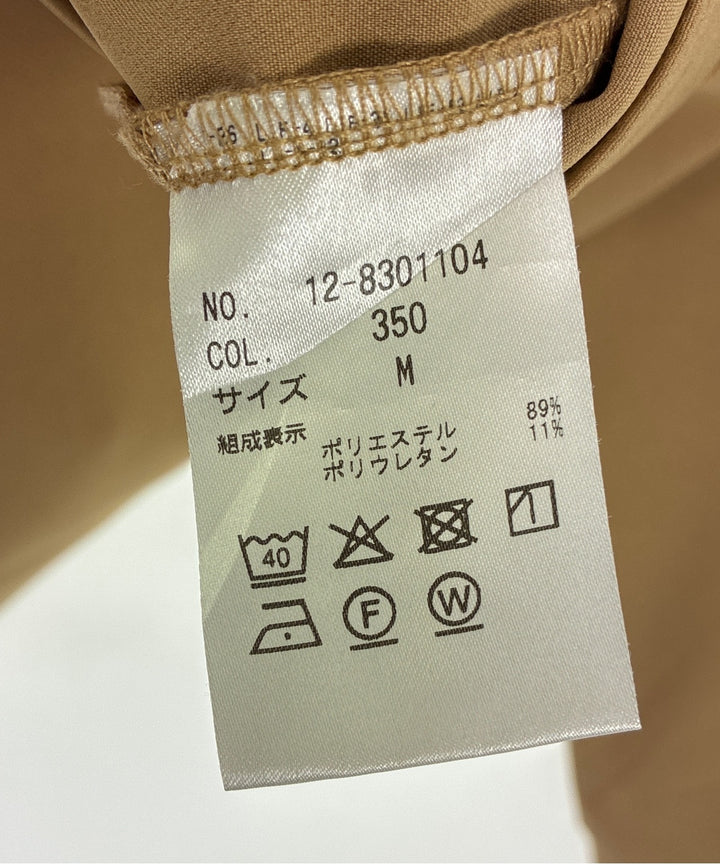 NO. 12-8301104
COL. 350
サイズ M
組成表示
ポリエステル 89%
ポリウレタン 11%
40
F W